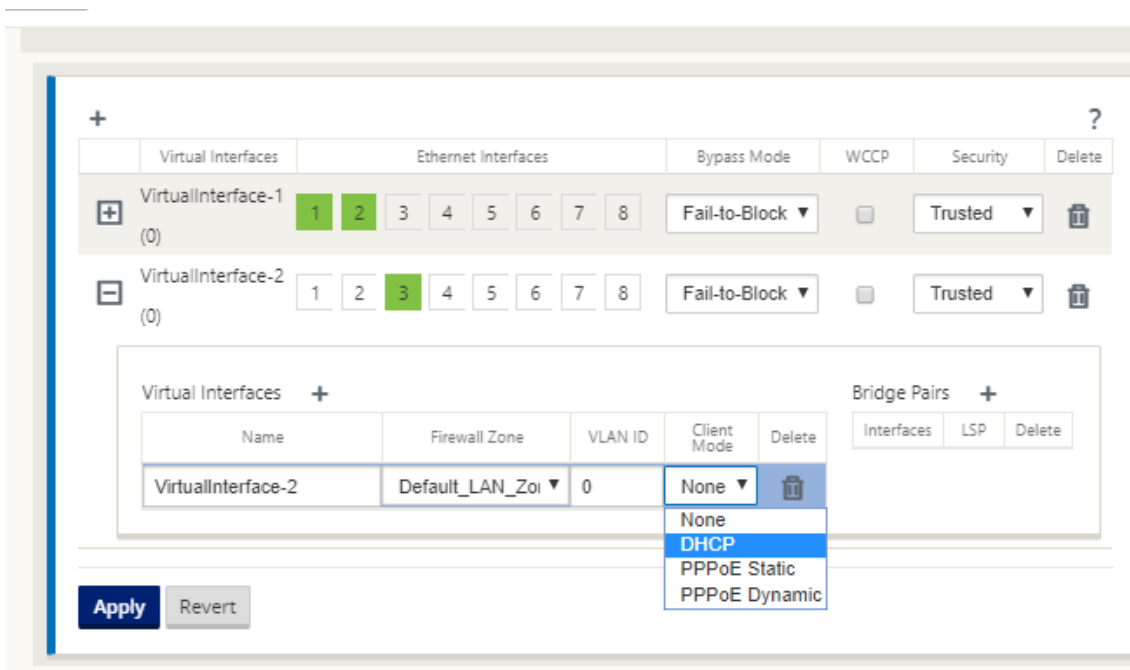 + ?
Virtual Interfaces Ethernet Interfaces Bypass Mode WCCP Security Delete
VirtualInterface-1
1 2 3 4 5 6 7 8 Fail-to-Block Trusted
(0)
VirtualInterface-2
1 2 3 4 5 6 7 8 Fail-to-Block Trusted
(0)
Virtual Interfaces + Bridge Pairs +
Name Firewall Zone VLAN ID Client Mode Delete Interfaces LSP Delete
VirtualInterface-2 Default_LAN_Zo 0 None
None
DHCP
PPPoE Static
PPPoE Dynamic
Apply Revert